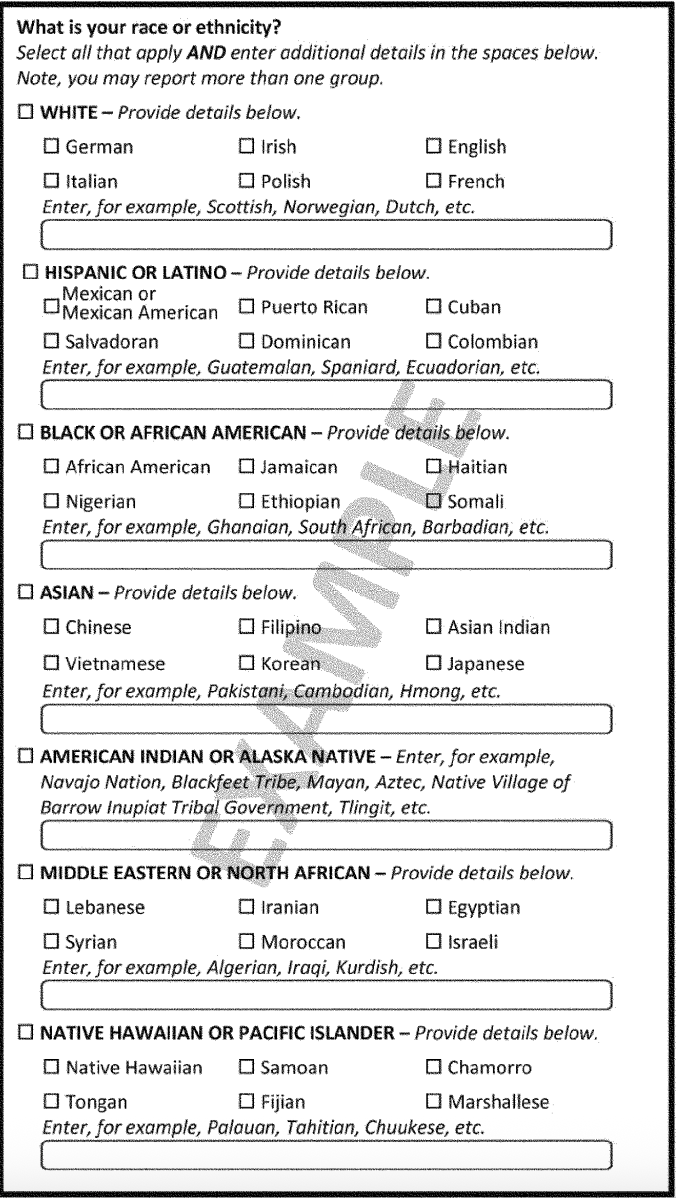 What is your race or ethnicity?
Select all that apply AND enter additional details in the spaces below.
Note, you may report more than one group.
WHITE – Provide details below.
German Irish English
Italian Polish French
Enter, for example, Scottish, Norwegian, Dutch, etc.
HISPANIC OR LATINO – Provide details below.
Mexican or
Mexican American Puerto Rican Cuban
Salvadoran Dominican Colombian
Enter, for example, Guatemalan, Spaniard, Ecuadorian, etc.
BLACK OR AFRICAN AMERICAN – Provide details below.
African American Jamaican Haitian
Nigerian Ethiopian Somali
Enter, for example, Ghanaian, South African, Barbadian, etc.
ASIAN – Provide details below.
Chinese Filipino Asian Indian
Vietnamese Korean Japanese
Enter, for example, Pakistani, Cambodian, Hmong, etc.
AMERICAN INDIAN OR ALASKA NATIVE – Enter, for example,
Navajo Nation, Blackfeet Tribe, Mayan, Aztec, Native Village of
Barrow Inupiat Tribal Government, Tlingit, etc.
MIDDLE EASTERN OR NORTH AFRICAN – Provide details below.
Lebanese Iranian Egyptian
Syrian Moroccan Israeli
Enter, for example, Algerian, Iraqi, Kurdish, etc.
NATIVE HAWAIIAN OR PACIFIC ISLANDER – Provide details below.
Native Hawaiian Samoan Chamorro
Tongan Fijian Marshallese
Enter, for example, Palauan, Tahitian, Chuukese, etc.
EXAMPLE